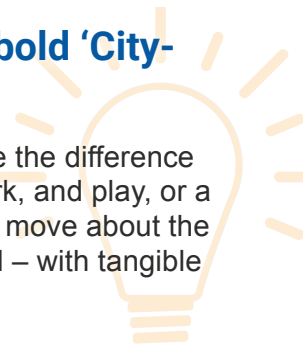 bold ‘City-
e the difference
rk, and play, or a
move about the
– with tangible